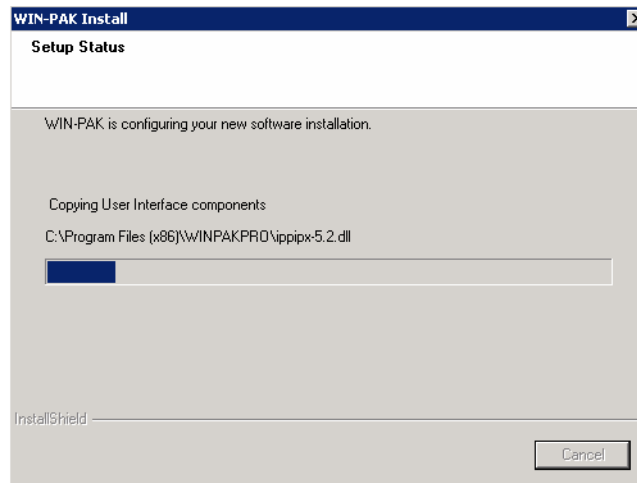 WIN-PAK Install
Setup Status
WIN-PAK is configuring your new software installation.
Copying User Interface components
C:\Program Files (x86)\WINPAKPRO\ippipx-5.2.dll
InstallShield
Cancel